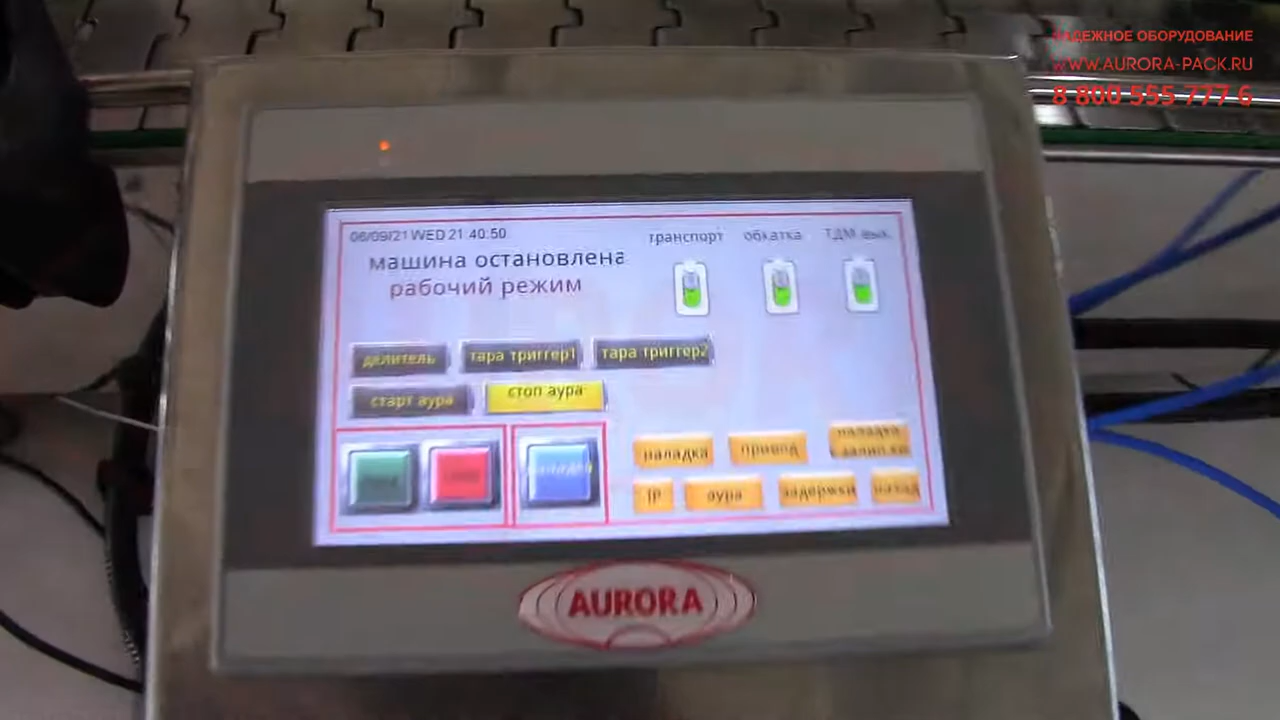 НАДЕЖНОЕ ОБОРУДОВАНИЕ
WWW.AURORA-PACK.RU
8 800 555 777 6
06/09/21 WED 21:40:50
транспорт обкатка ТДМ вык.
машина остановлена
рабочий режим
делитель тара триггер1 тара триггер2
старт аура стоп аура
наладка привод наладка
IP аура задержки назад
AURORA